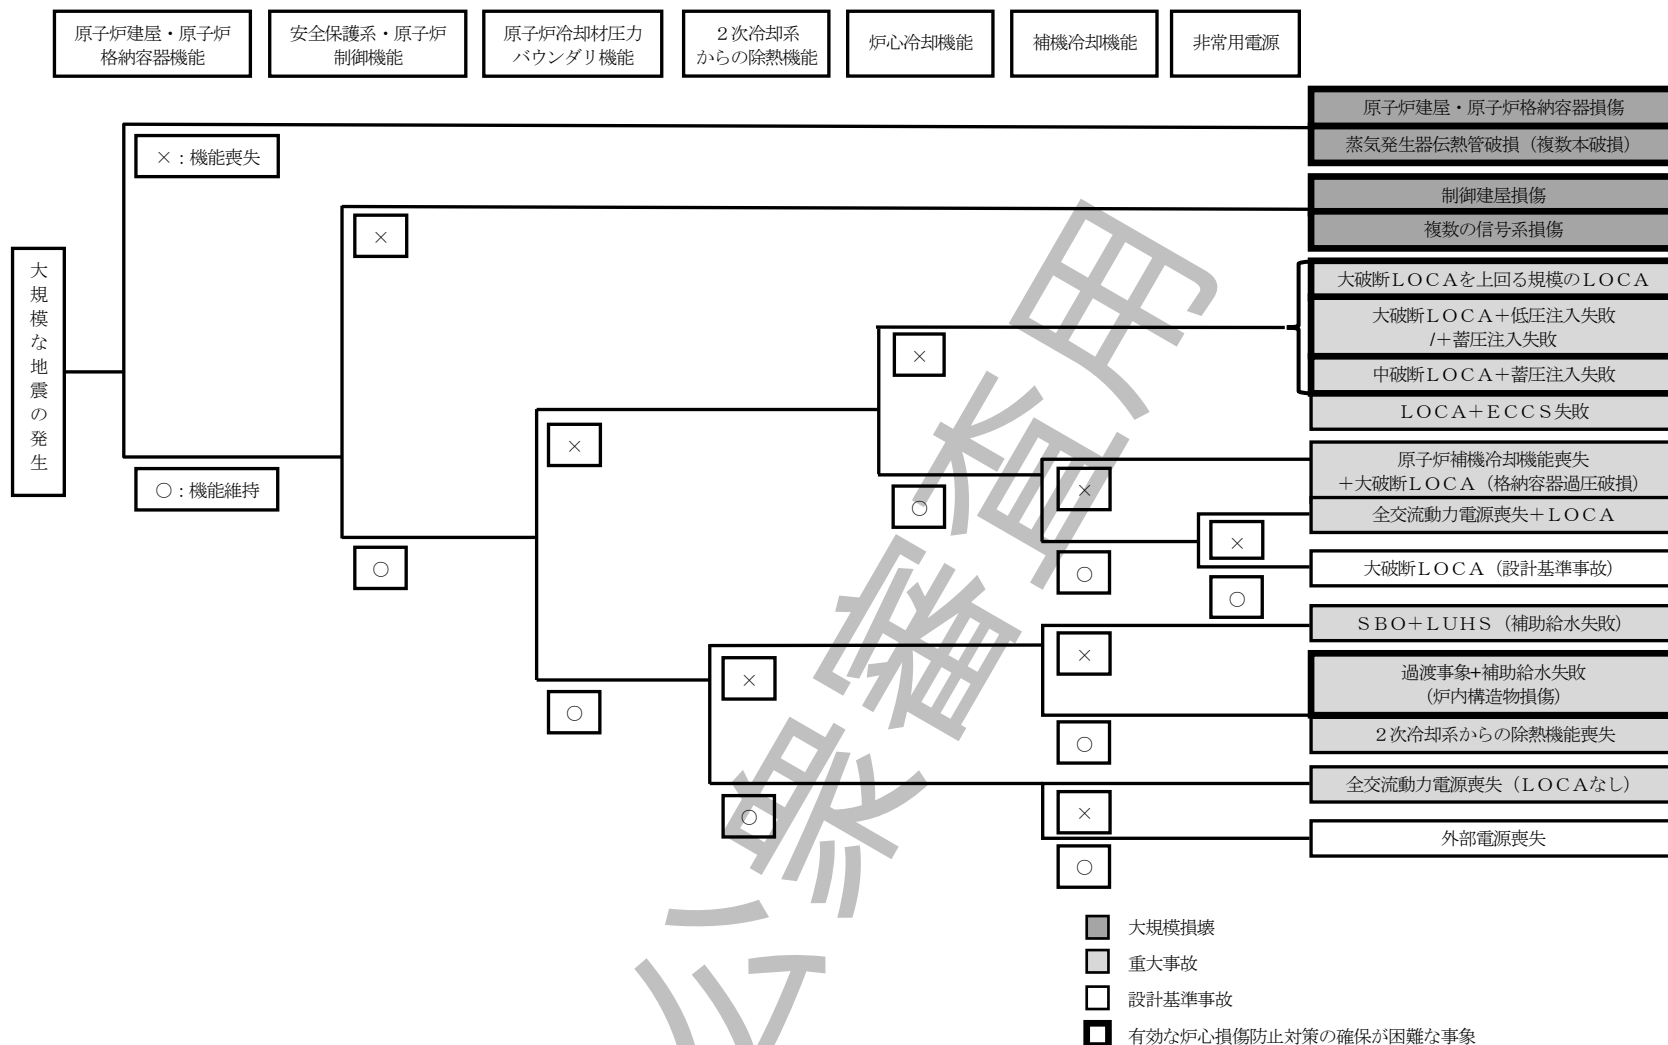 原子炉建屋・原子炉
格納容器機能
安全保護系・原子炉
制御機能
原子炉冷却材圧力
バウンダリ機能
２次冷却系
からの除熱機能
炉心冷却機能
補機冷却機能
非常用電源
大規模な地震の発生
×：機能喪失
○：機能維持
×
○
×
○
×
○
×
○
×
○
×
○
×
○
×
○
原子炉建屋・原子炉格納容器損傷
蒸気発生器伝熱管破損（複数本破損）
制御建屋損傷
複数の信号系損傷
大破断ＬＯＣＡを上回る規模のＬＯＣＡ
大破断ＬＯＣＡ＋低圧注入失敗
/＋蓄圧注入失敗
中破断ＬＯＣＡ＋蓄圧注入失敗
ＬＯＣＡ＋ＥＣＣＳ失敗
原子炉補機冷却機能喪失
＋大破断ＬＯＣＡ（格納容器過圧破損）
全交流動力電源喪失＋ＬＯＣＡ
大破断ＬＯＣＡ（設計基準事故）
ＳＢＯ＋ＬＵＨＳ（補助給水失敗）
過渡事象+補助給水失敗
（炉内構造物損傷）
２次冷却系からの除熱機能喪失
全交流動力電源喪失（ＬＯＣＡなし）
外部電源喪失
大規模損壊
重大事故
設計基準事故
有効な炉心損傷防止対策の確保が困難な事象
公衆審査用